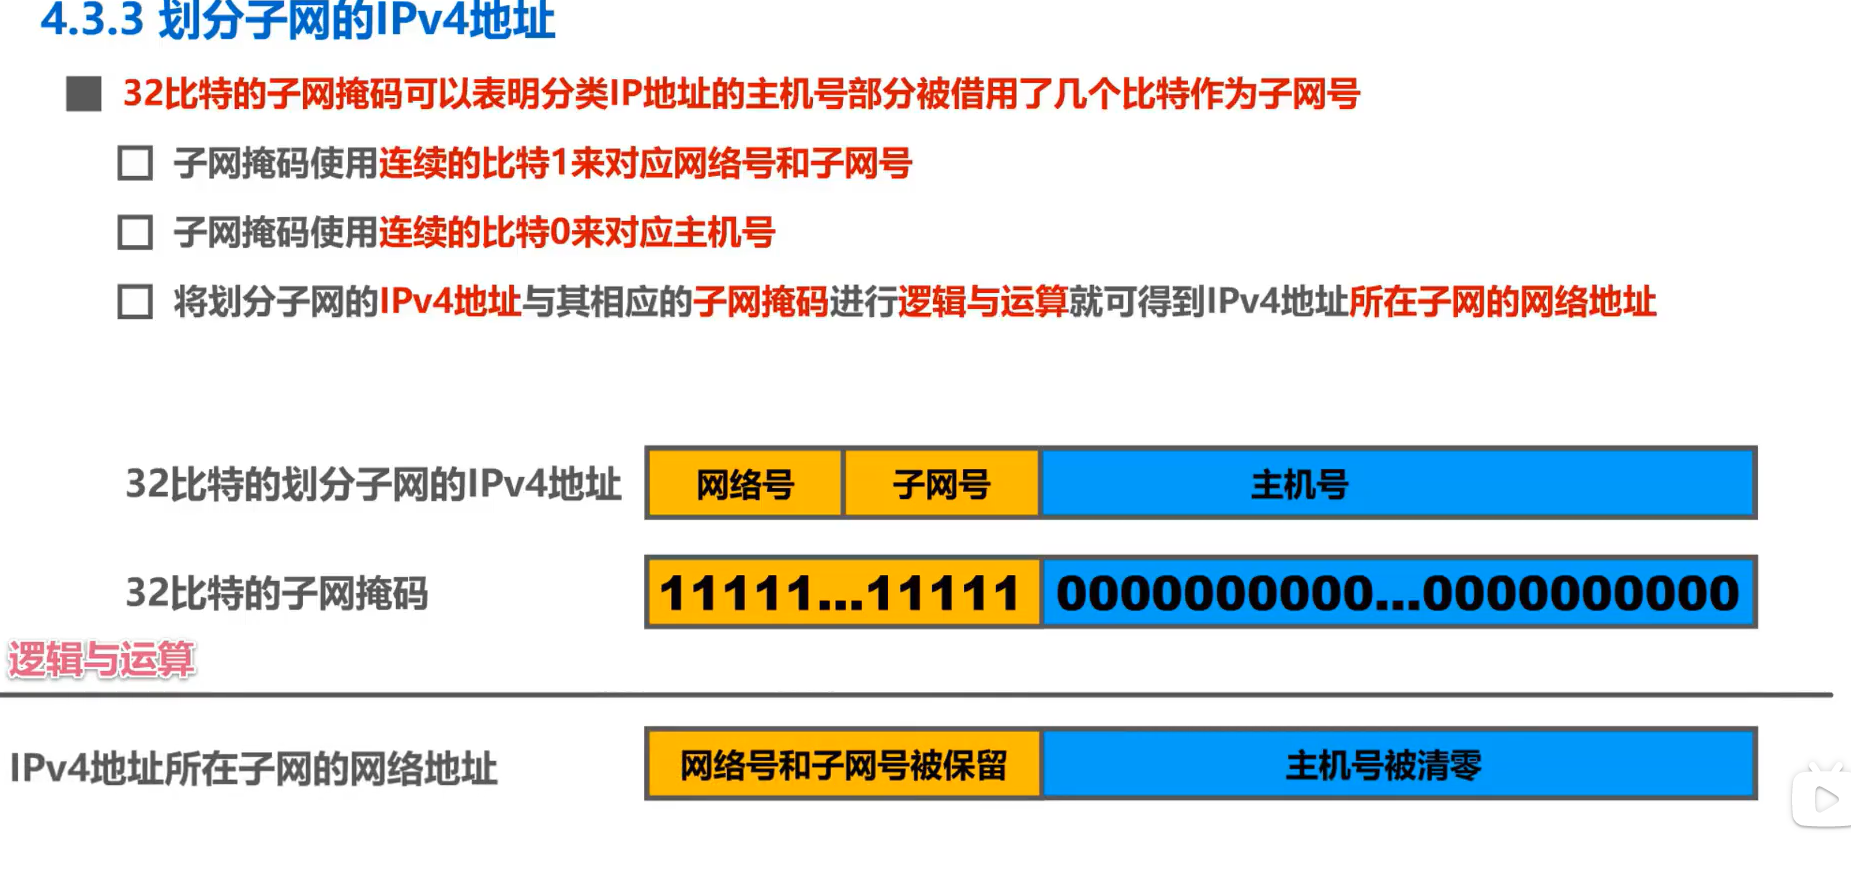 4.3.3 划分子网的IPv4地址
32比特的子网掩码可以表明分类IP地址的主机号部分被借用了几个比特作为子网号
子网掩码使用连续的比特1来对应网络号和子网号
子网掩码使用连续的比特0来对应主机号
将划分子网的IPv4地址与其相应的子网掩码进行逻辑与运算就可得到IPv4地址所在子网的网络地址
32比特的划分子网的IPv4地址 网络号 子网号 主机号
32比特的子网掩码 11111...11111 0000000000...0000000000
逻辑与运算
IPv4地址所在子网的网络地址 网络号和子网号被保留 主机号被清零